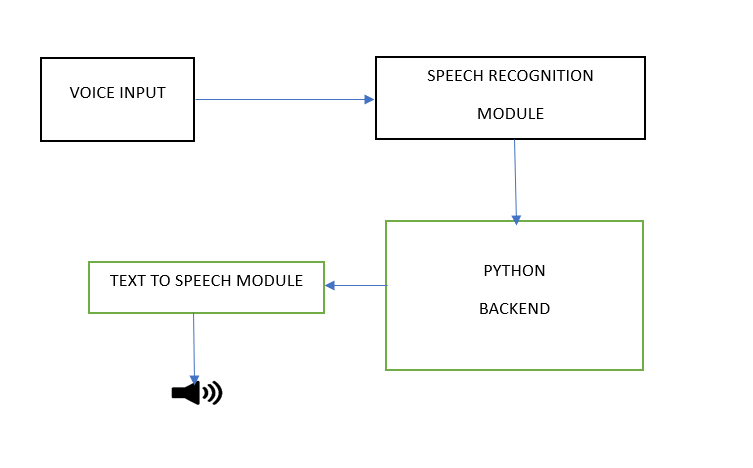 VOICE INPUT
SPEECH RECOGNITION
MODULE
PYTHON
BACKEND
TEXT TO SPEECH MODULE